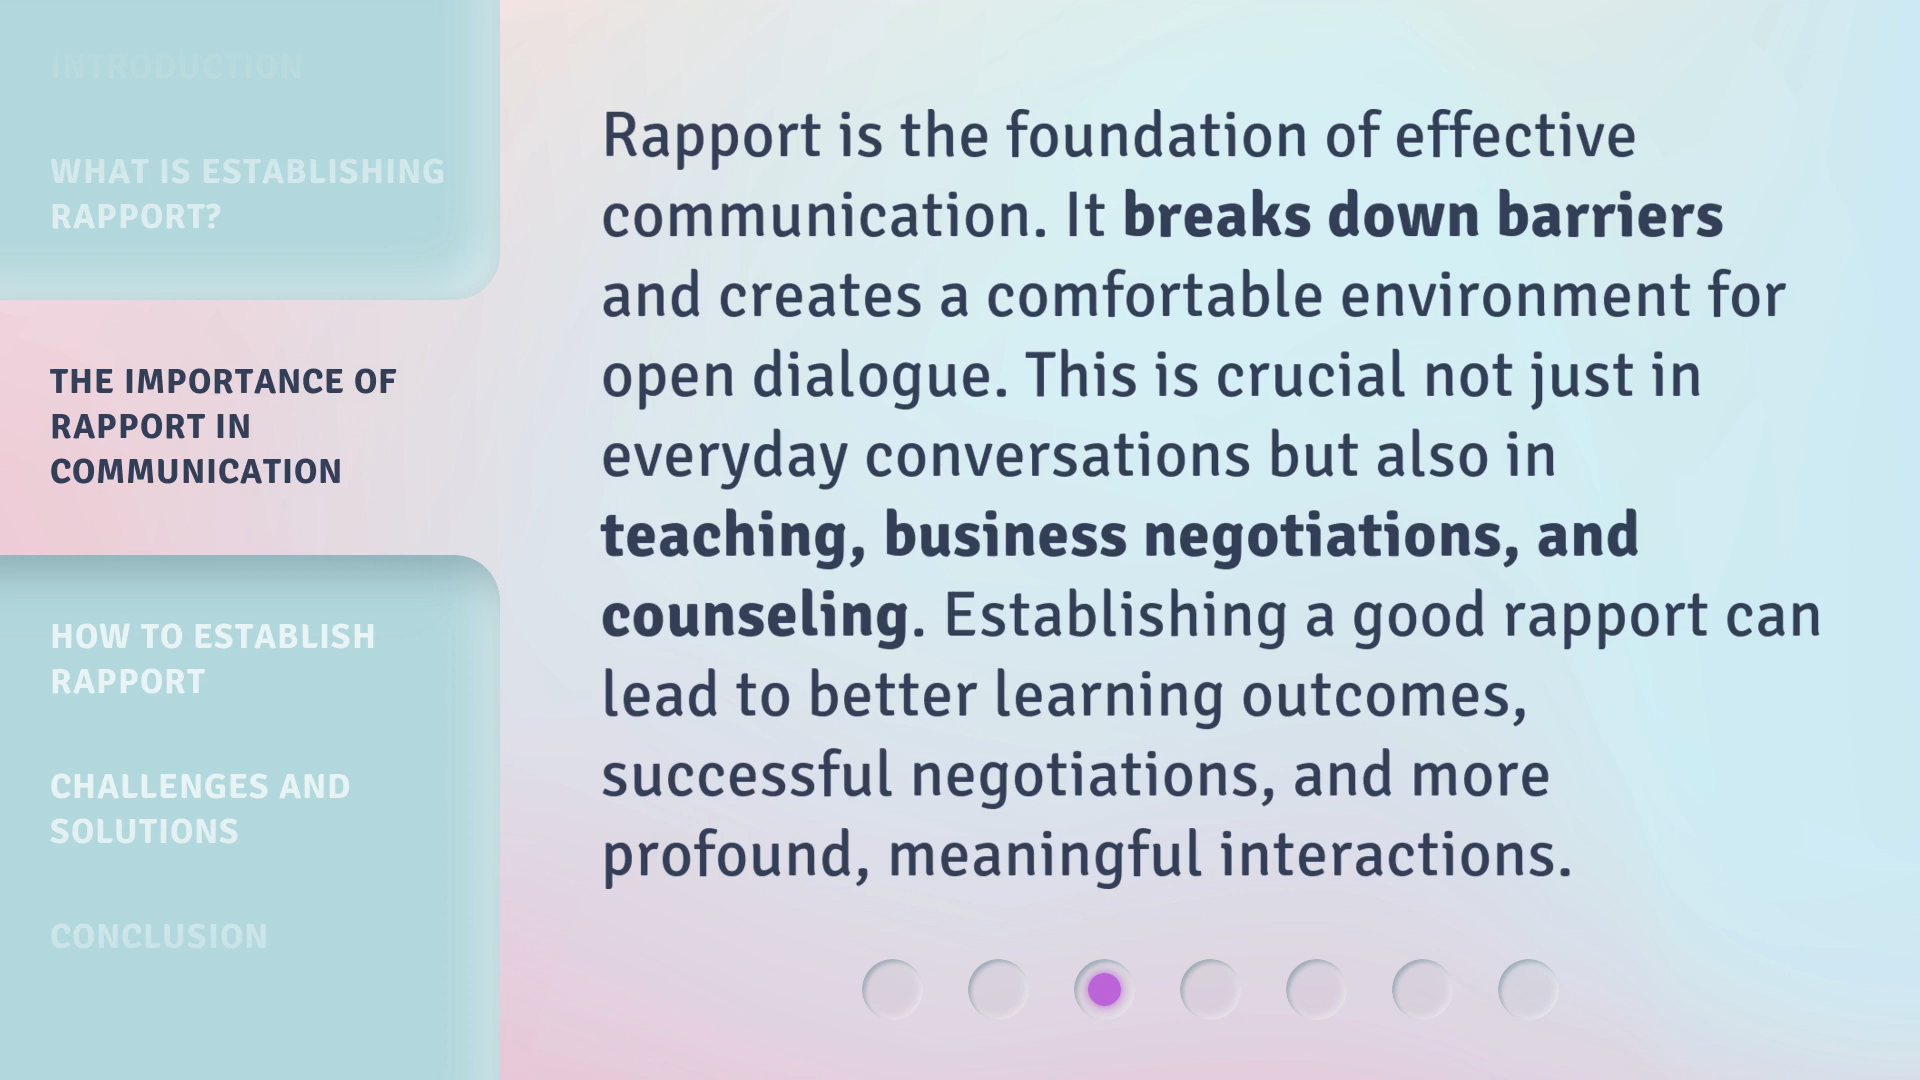 INTRODUCTION
WHAT IS ESTABLISHING
RAPPORT?
THE IMPORTANCE OF
RAPPORT IN
COMMUNICATION
HOW TO ESTABLISH
RAPPORT
CHALLENGES AND
SOLUTIONS
CONCLUSION
Rapport is the foundation of effective
communication. It breaks down barriers
and creates a comfortable environment for
open dialogue. This is crucial not just in
everyday conversations but also in
teaching, business negotiations, and
counseling. Establishing a good rapport can
lead to better learning outcomes,
successful negotiations, and more
profound, meaningful interactions.